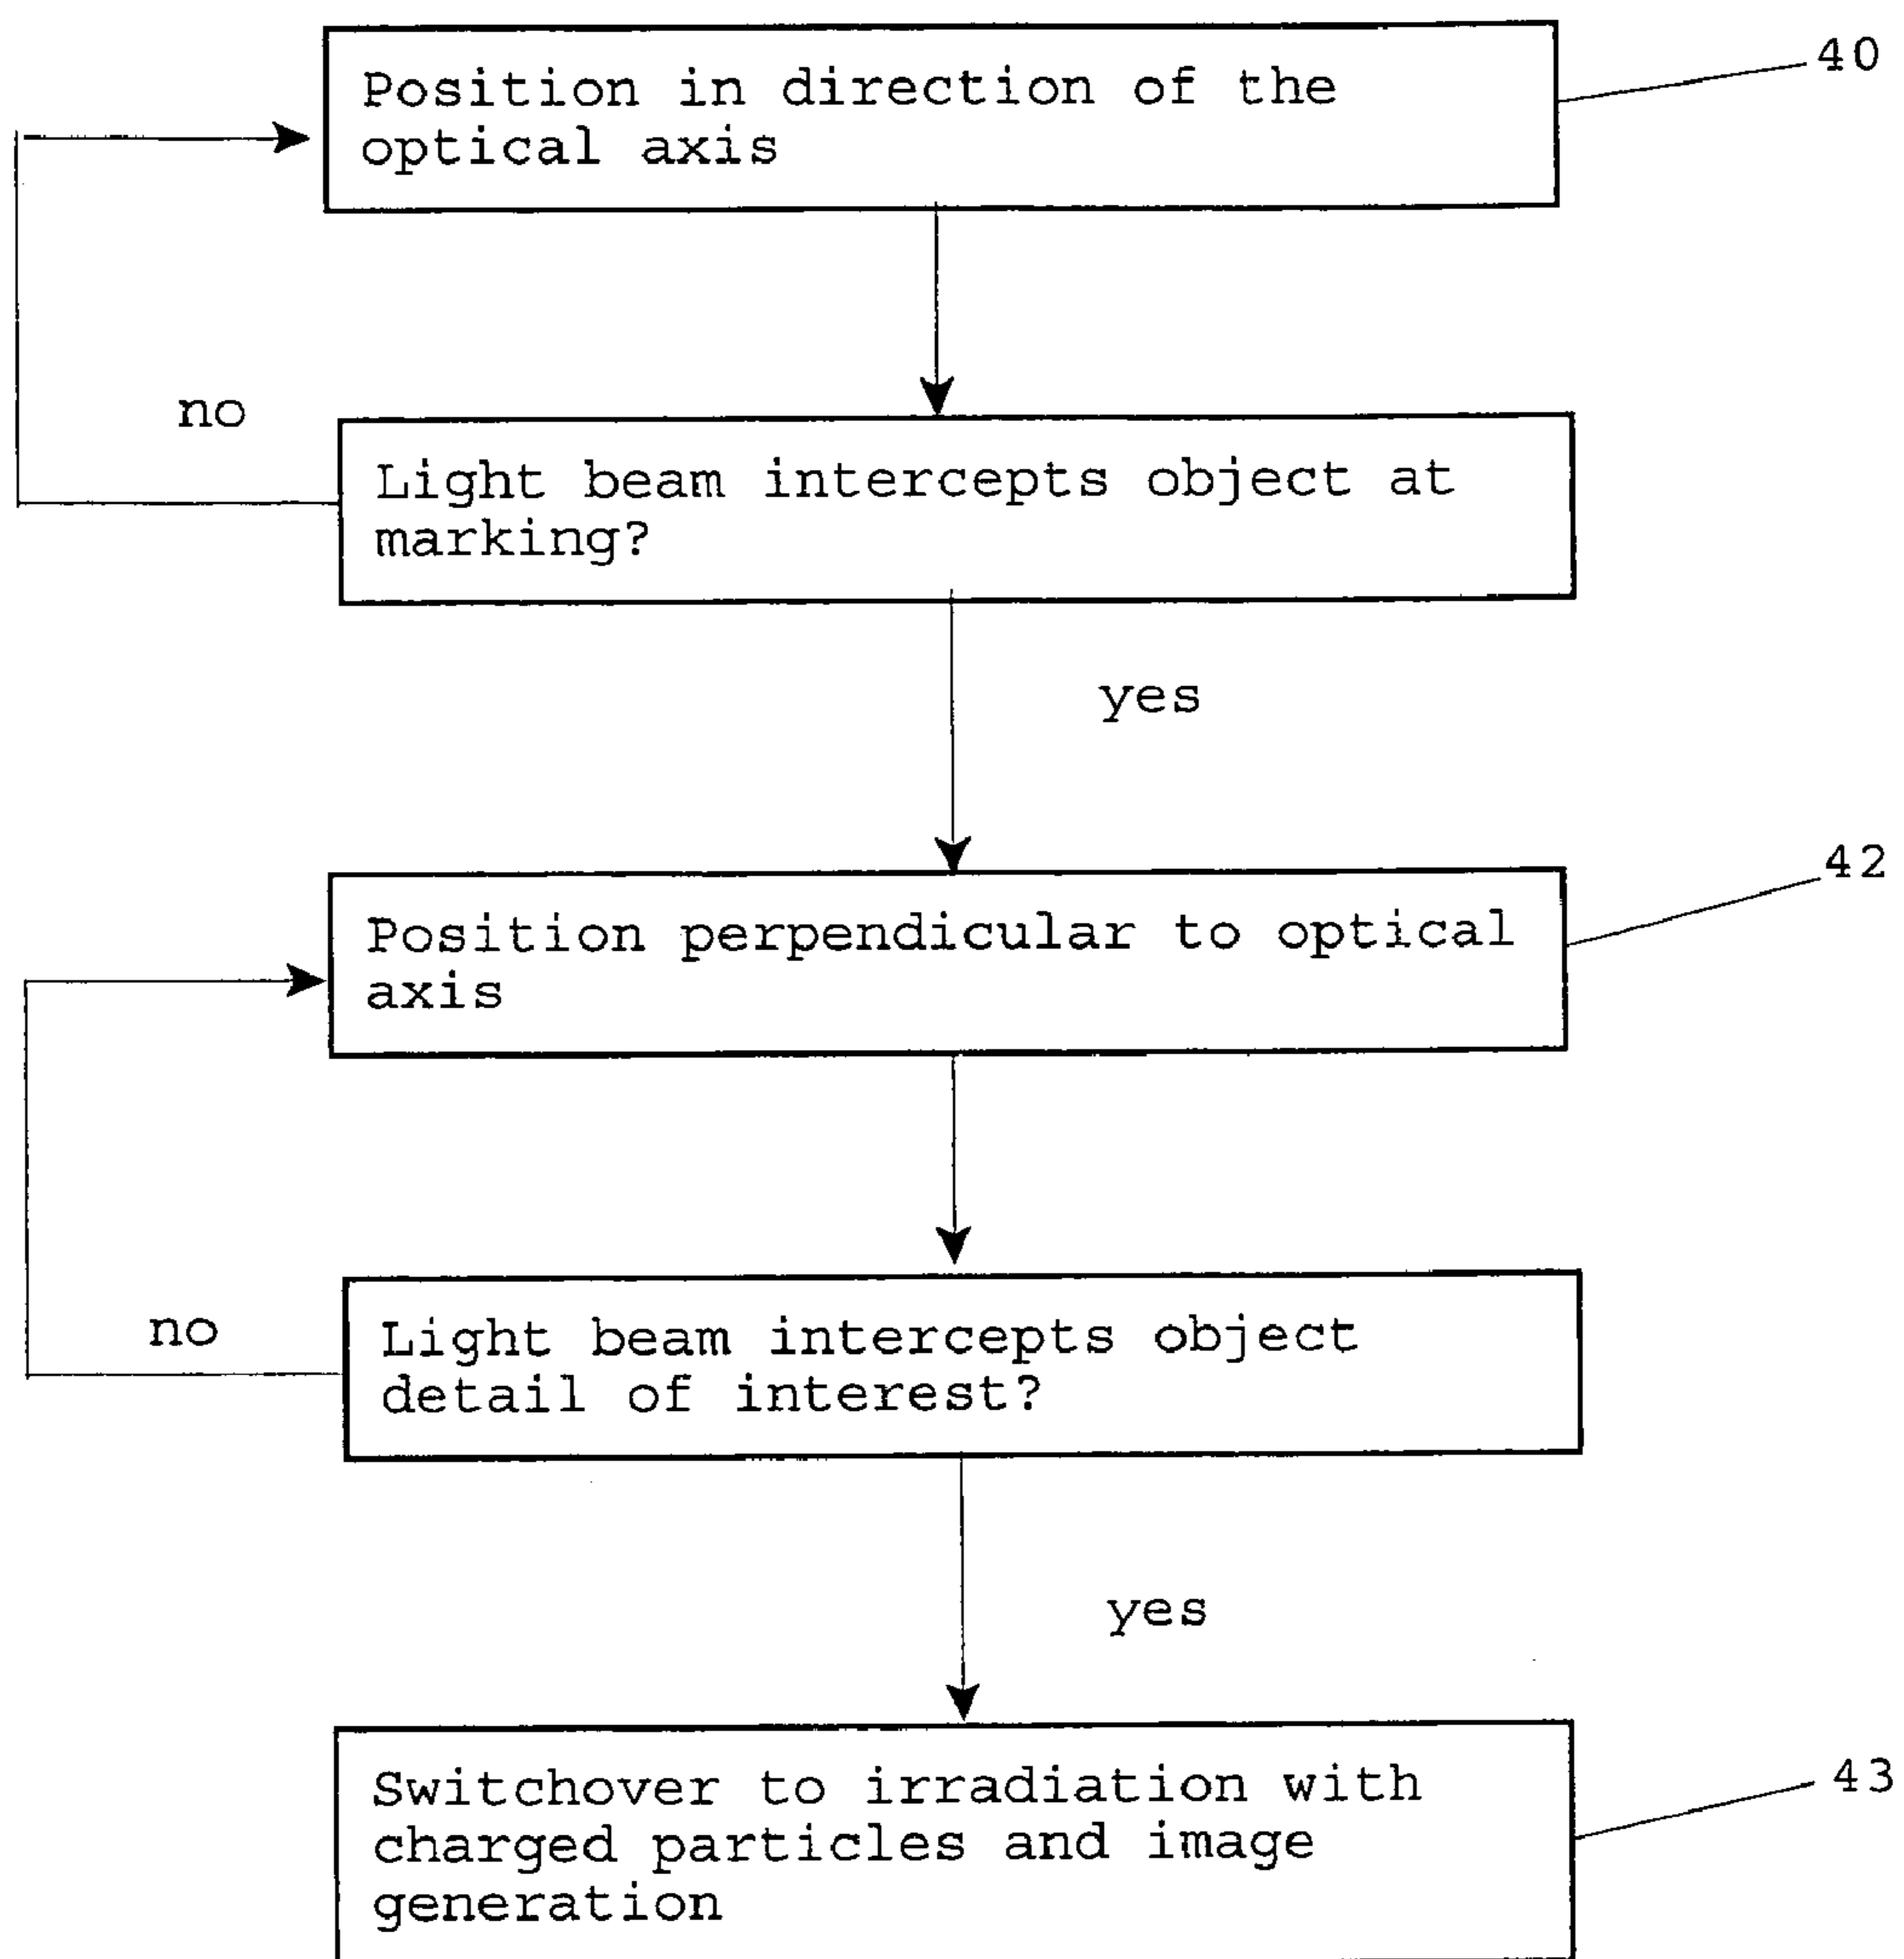 Position in direction of the
optical axis
40
no
Light beam intercepts object at
marking?
yes
42
Position perpendicular to optical
axis
no
Light beam intercepts object
detail of interest?
yes
Switchover to irradiation with
charged particles and image
generation
43